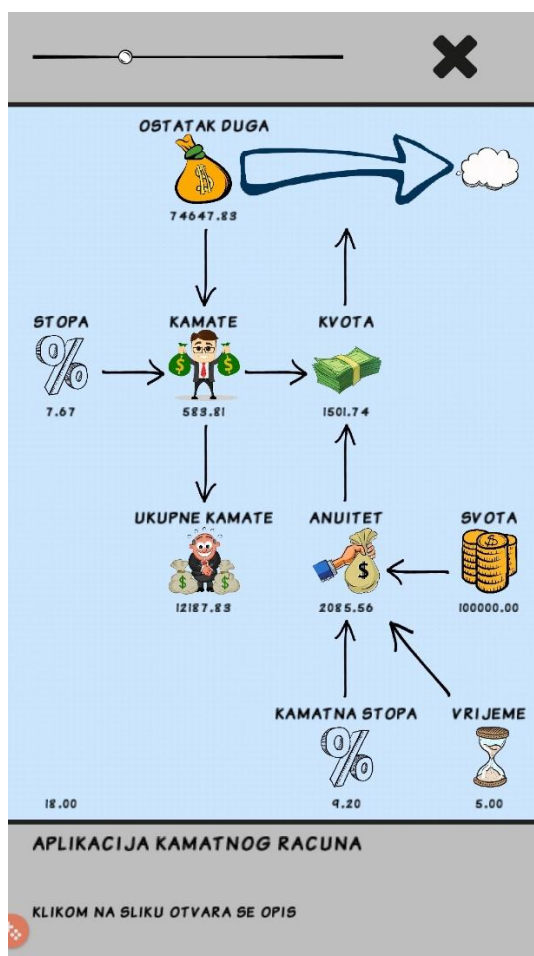 OSTATAK DUGA
74647.83
STOPA KAMATE KVOTA
7.67 583.81 1501.74
UKUPNE KAMATE ANUITET SVOTA
12187.83 2085.56 100000.00
KAMATNA STOPA VRIJEME
18.00 9.20 5.00
APLIKACIJA KAMATNOG RACUNA
KLIKOM NA SLIKU OTVARA SE OPIS